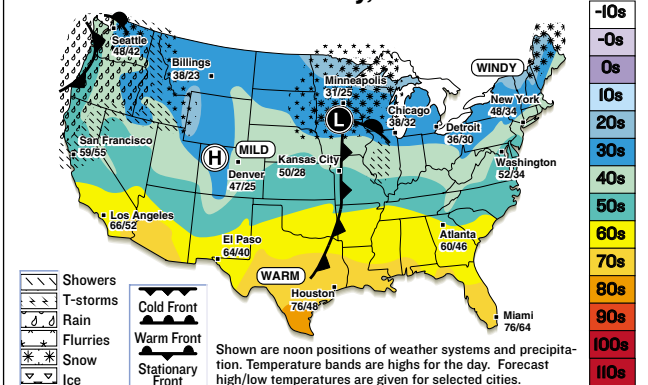 Seattle
48/42
Billings
38/23
Minneapolis
31/25
WINDY
Chicago
38/32
New York
48/34
Detroit
36/30
L
San Francisco
59/55
H
MILD
Denver
47/25
Kansas City
50/28
Washington
52/34
Los Angeles
66/52
El Paso
64/40
Atlanta
60/46
WARM
Houston
76/48
Miami
76/64
-10s
-0s
0s
10s
20s
30s
40s
50s
60s
70s
80s
90s
100s
110s
Showers
T-storms
Rain
Flurries
Snow
Ice
Cold Front
Warm Front
Stationary
Front
Shown are noon positions of weather systems and precipita-
tion. Temperature bands are highs for the day. Forecast
high/low temperatures are given for selected cities.